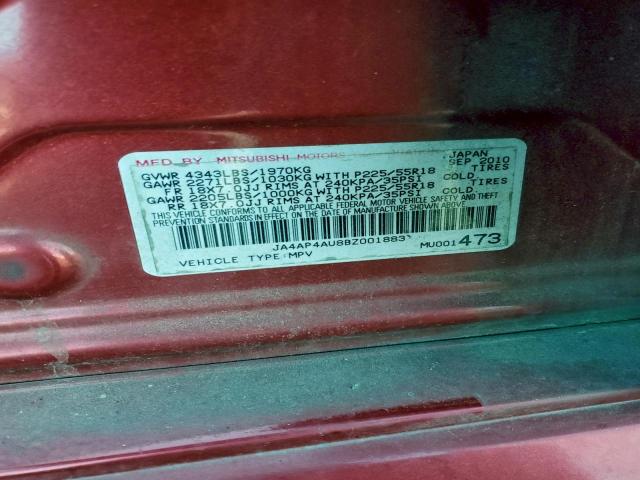 MFD BY MITSUBISHI MOTORS JAPAN
GVWR 4343LBS/1970KG SEP 2010
GAWR 2271LBS/1030KG WITH P225/55R18 TIRES
FR 18X7.0JJ RIMS AT 240KPA/35PSI COLD
GAWR 2205LBS/1000KG WITH P225/55R18 TIRES
RR 18X7.0JJ RIMS AT 240KPA/35PSI COLD
THIS VEHICLE CONFORMS TO ALL APPLICABLE FEDERAL MOTOR VEHICLE SAFETY AND
THEFT PREVENTION STANDARDS IN EFFECT ON THE DATE OF MANUFACTURE SHOWN ABOVE.
JA4AP4AU8BZ001883
MU001473
VEHICLE TYPE:MPV